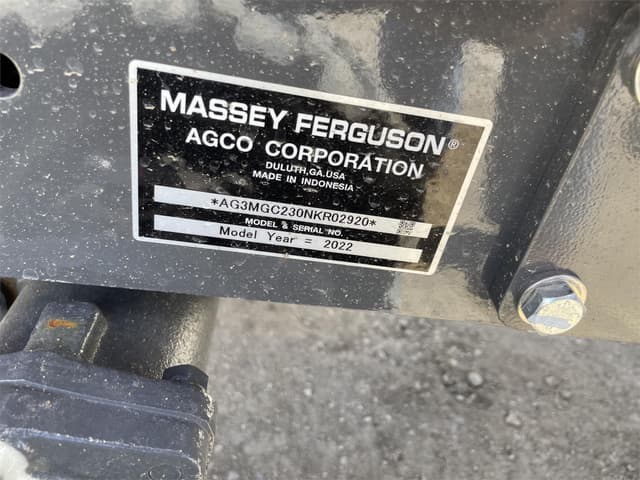 MASSEY FERGUSON®
AGCO CORPORATION
DULUTH,GA.USA
MADE IN INDONESIA
*AG3MGC230NKR02920*
MODEL & SERIAL NO.
Model Year = 2022